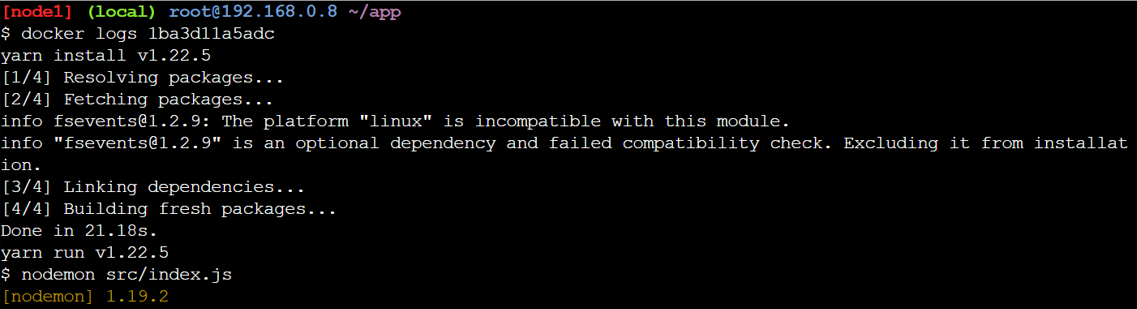 [node1] (local) root@192.168.0.8 ~/app
$ docker logs 1ba3d11a5adc
yarn install v1.22.5
[1/4] Resolving packages...
[2/4] Fetching packages...
info fsevents@1.2.9: The platform "linux" is incompatible with this module.
info "fsevents@1.2.9" is an optional dependency and failed compatibility check. Excluding it from installat
ion.
[3/4] Linking dependencies...
[4/4] Building fresh packages...
Done in 21.18s.
yarn run v1.22.5
$ nodemon src/index.js
[nodemon] 1.19.2